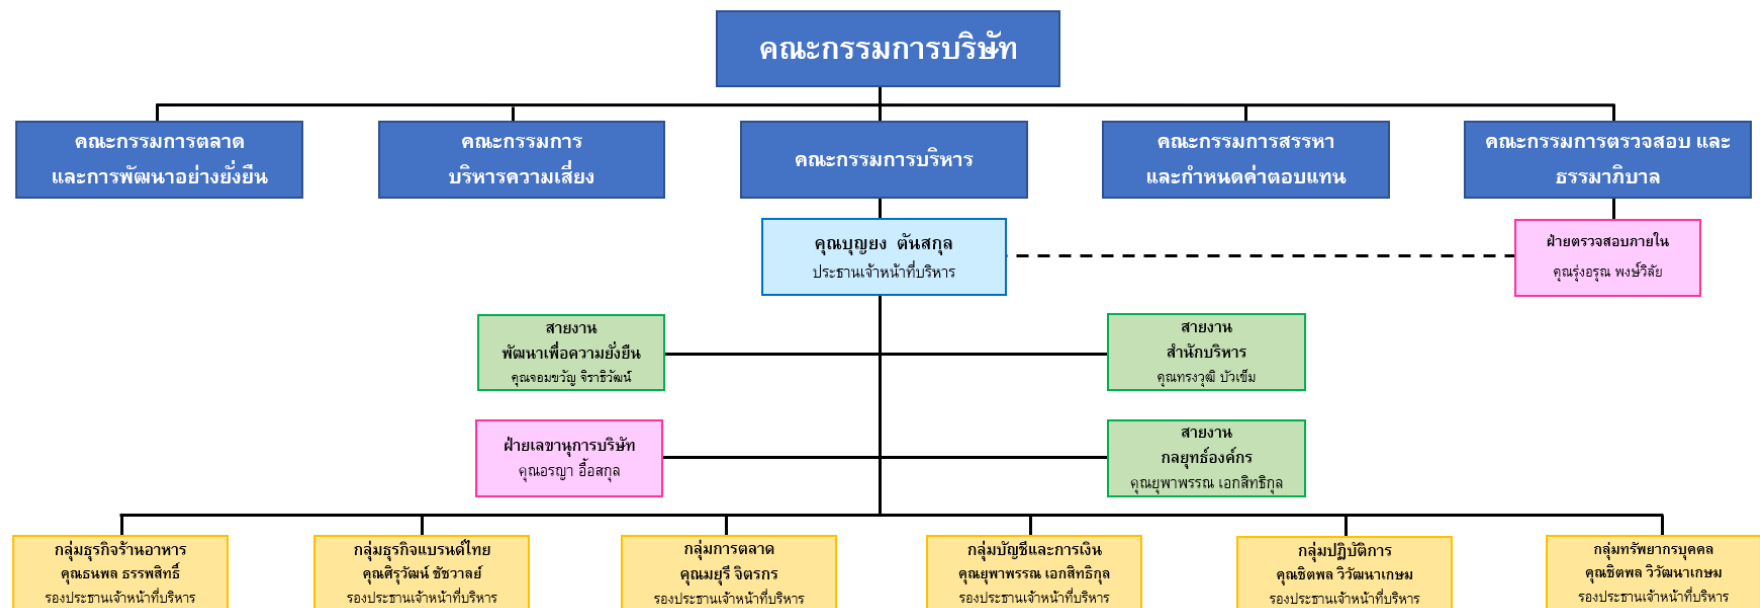 คณะกรรมการบริษัท
คณะกรรมการตลาด
และการพัฒนาอย่างยั่งยืน
คณะกรรมการ
บริหารความเสี่ยง
คณะกรรมการบริหาร
คณะกรรมการสรรหา
และกำหนดค่าตอบแทน
คณะกรรมการตรวจสอบ และ
ธรรมาภิบาล
คุณบุญยง ตันสกุล
ประธานเจ้าหน้าที่บริหาร
ฝ่ายตรวจสอบภายใน
คุณรุ่งอรุณ พงษ์วิลัย
สายงาน
พัฒนาเพื่อความยั่งยืน
คุณจอมขวัญ จิราธิวัฒน์
สายงาน
สำนักบริหาร
คุณทรงวุฒิ บัวเข็ม
ฝ่ายเลขานุการบริษัท
คุณอรญา อื้อสกุล
สายงาน
กลยุทธ์องค์กร
คุณยุพาพรรณ เอกสิทธิกุล
กลุ่มธุรกิจร้านอาหาร
คุณธนพล ธรรพสิทธิ์
รองประธานเจ้าหน้าที่บริหาร
กลุ่มธุรกิจแบรนด์ไทย
คุณศิรุวัฒน์ ชัชวาลย์
รองประธานเจ้าหน้าที่บริหาร
กลุ่มการตลาด
คุณมยุรี จิตรกร
รองประธานเจ้าหน้าที่บริหาร
กลุ่มบัญชีและการเงิน
คุณยุพาพรรณ เอกสิทธิกุล
รองประธานเจ้าหน้าที่บริหาร
กลุ่มปฏิบัติการ
คุณชิตพล วิวัฒนาเกษม
รองประธานเจ้าหน้าที่บริหาร
กลุ่มทรัพยากรบุคคล
คุณชิตพล วิวัฒนาเกษม
รองประธานเจ้าหน้าที่บริหาร